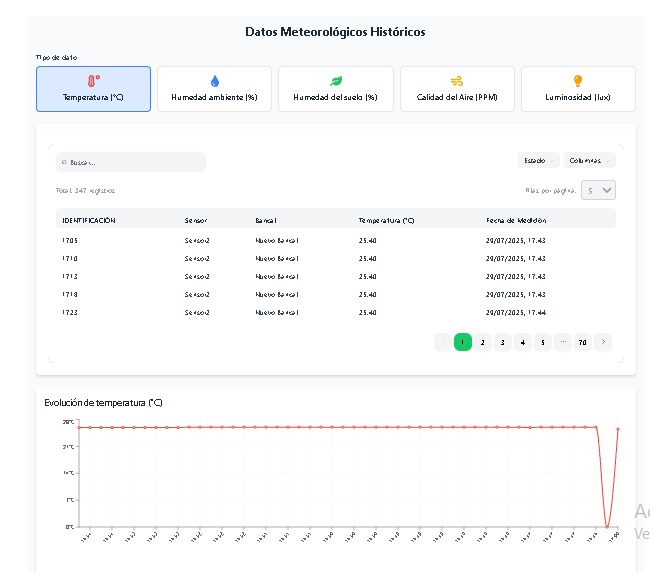 Datos Meteorológicos Históricos
Tipo de dato
Temperatura (°C)
Humedad ambiente (%)
Humedad del suelo (%)
Calidad del Aire (PPM)
Luminosidad (lux)
Buscar...
Estado
Columnas
Total: 347 registros
Filas por página: 5
IDENTIFICACIÓN Sensor Bancal Temperatura (°C) Fecha de Medición
1705 Sensor2 Nuevo Bancal 25.40 29/07/2025, 17:43
1710 Sensor2 Nuevo Bancal 25.40 29/07/2025, 17:43
1713 Sensor2 Nuevo Bancal 25.40 29/07/2025, 17:43
1718 Sensor2 Nuevo Bancal 25.40 29/07/2025, 17:43
1723 Sensor2 Nuevo Bancal 25.40 29/07/2025, 17:44
1 2 3 4 5 ... 70
Evolución de temperatura (°C)
28°C
21°C
14°C
7°C
0°C